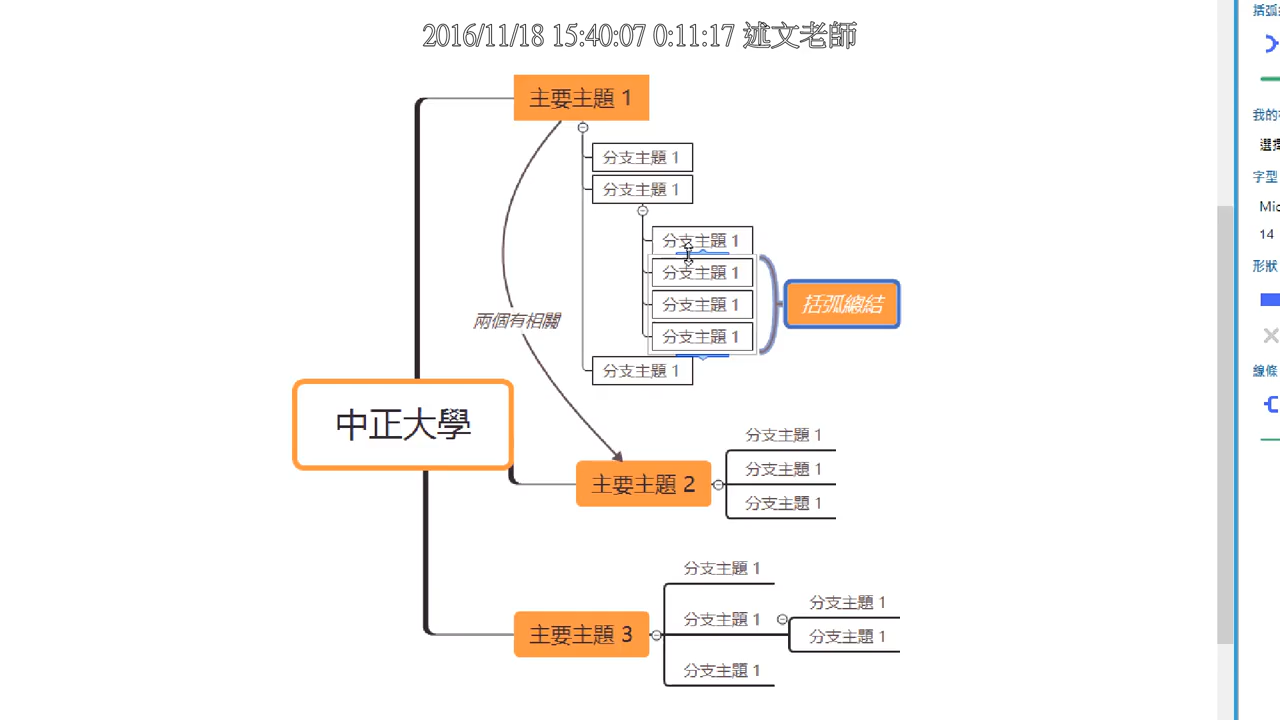 2016/11/18 15:40:07 0:11:17 述文老師
主要主題 1
分支主題 1
分支主題 1
分支主題 1
分支主題 1
分支主題 1
分支主題 1
括弧總結
分支主題 1
兩個有相關
中正大學
主要主題 2
分支主題 1
分支主題 1
分支主題 1
主要主題 3
分支主題 1
分支主題 1
分支主題 1
分支主題 1
分支主題 1
括弧
我的
選擇
字型
Mic
14
形狀
線條